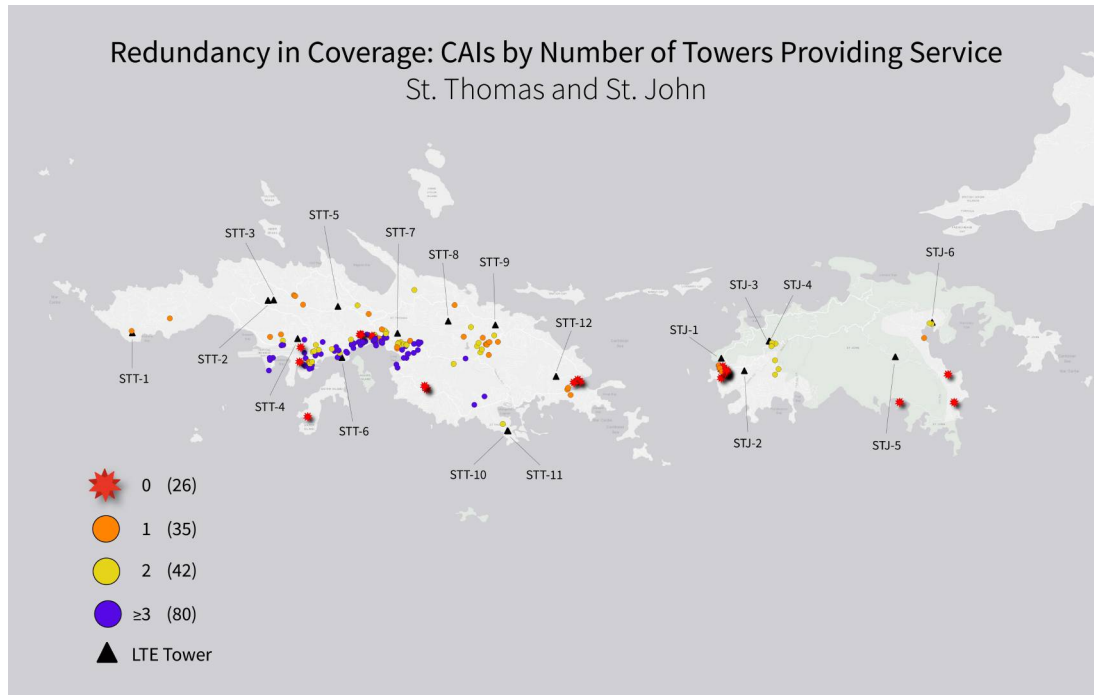 Redundancy in Coverage: CAIs by Number of Towers Providing Service
St. Thomas and St. John
STT-5
STT-3
STT-7
STT-8
STT-9
STT-12
STT-1
STT-2
STT-4
STT-6
STT-10
STT-11
STJ-6
STJ-3
STJ-4
STJ-1
STJ-2
STJ-5
0 (26)
1 (35)
2 (42)
≥3 (80)
LTE Tower